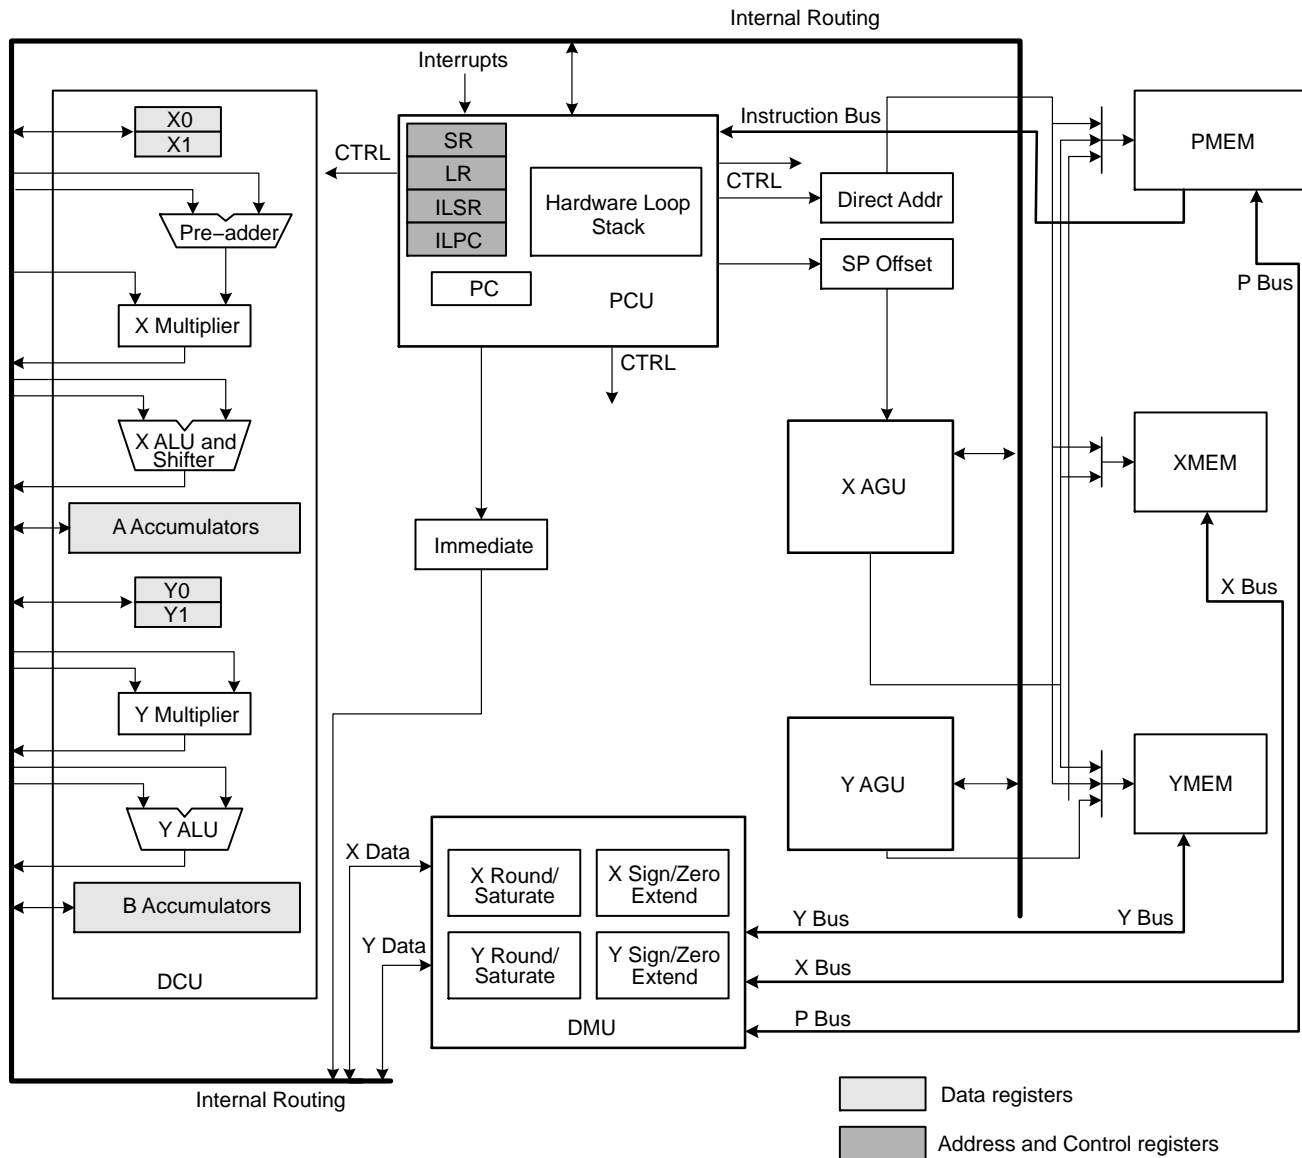 Internal Routing
Interrupts
X0
X1
Pre−adder
X Multiplier
X ALU and
Shifter
A Accumulators
Y0
Y1
Y Multiplier
Y ALU
B Accumulators
DCU
CTRL
SR
LR
ILSR
ILPC
PC
Hardware Loop
Stack
PCU
CTRL
Instruction Bus
CTRL
Direct Addr
SP Offset
PMEM
P Bus
X AGU
XMEM
X Bus
Immediate
Y AGU
YMEM
Y Bus
X Data
Y Data
X Round/
Saturate
X Sign/Zero
Extend
Y Round/
Saturate
Y Sign/Zero
Extend
DMU
Y Bus
X Bus
P Bus
Internal Routing
Data registers
Address and Control registers